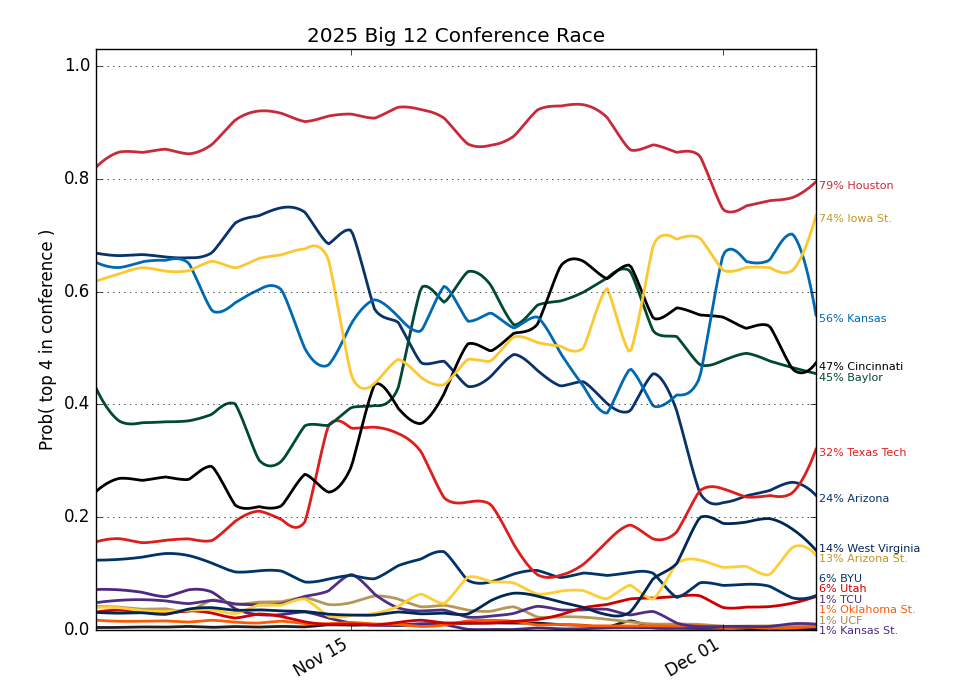 2025 Big 12 Conference Race
Prob( top 4 in conference )
1.0
0.8
0.6
0.4
0.2
0.0
Nov 15
Dec 01
79% Houston
74% Iowa St.
56% Kansas
47% Cincinnati
45% Baylor
32% Texas Tech
24% Arizona
14% West Virginia
13% Arizona St.
6% BYU
6% Utah
1% TCU
1% Oklahoma St.
1% UCF
1% Kansas St.